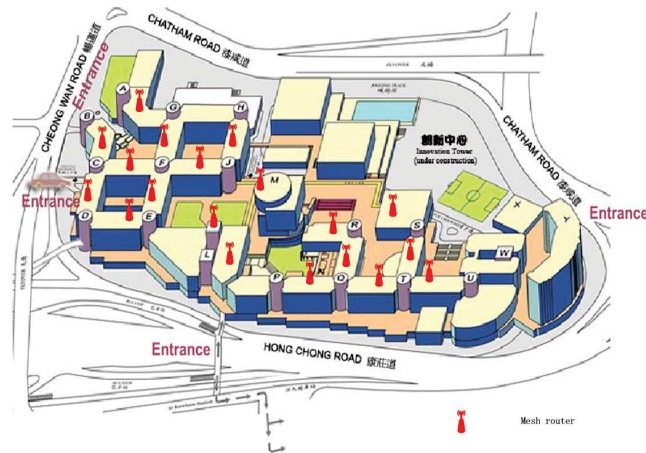 CHATHAM ROAD 漆咸道
CHEONG WAN ROAD 暢運道
Entrance
A
G
H
B
C
F
J
創新中心
Innovation Tower
(under construction)
CHATHAM ROAD 漆咸道
M
Entrance
D
E
L
R
S
X
Y
Entrance
W
P
Q
T
U
Entrance
HONG CHONG ROAD 康莊道
Mesh router